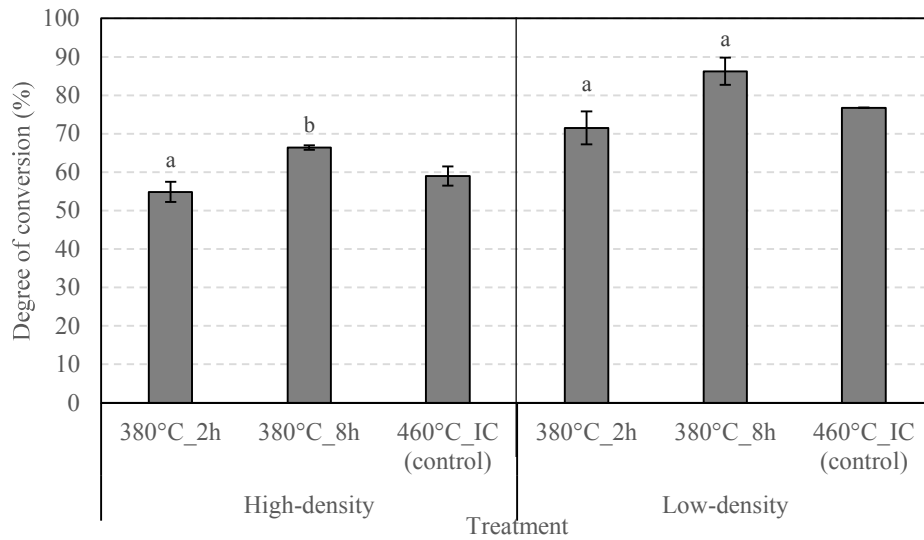 Degree of conversion (%)
100
90
80
70
60
50
40
30
20
10
0
a
b
a
a
380°C_2h
380°C_8h
460°C_IC
(control)
380°C_2h
380°C_8h
460°C_IC
(control)
High-density
Low-density
Treatment